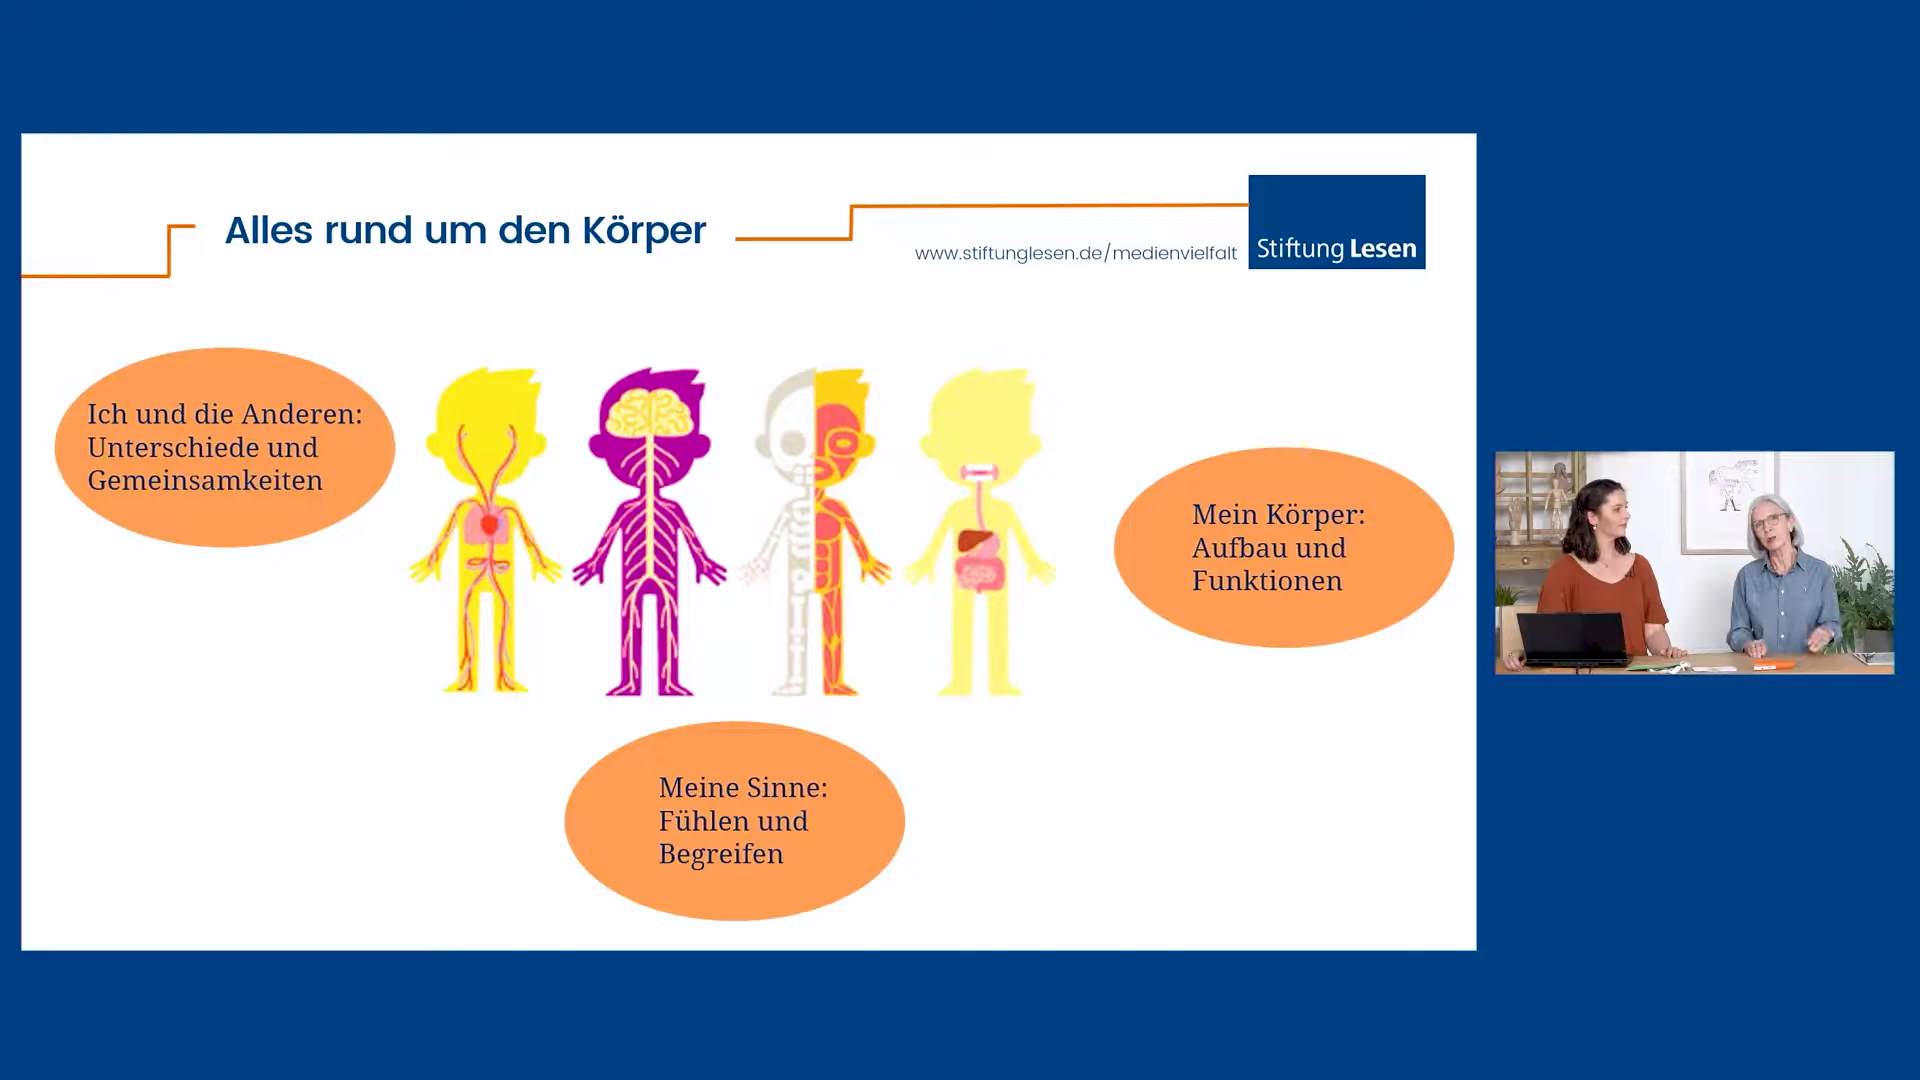 Alles rund um den Körper
www.stiftunglesen.de/medienvielfalt
Stiftung Lesen
Ich und die Anderen:
Unterschiede und
Gemeinsamkeiten
Mein Körper:
Aufbau und
Funktionen
Meine Sinne:
Fühlen und
Begreifen